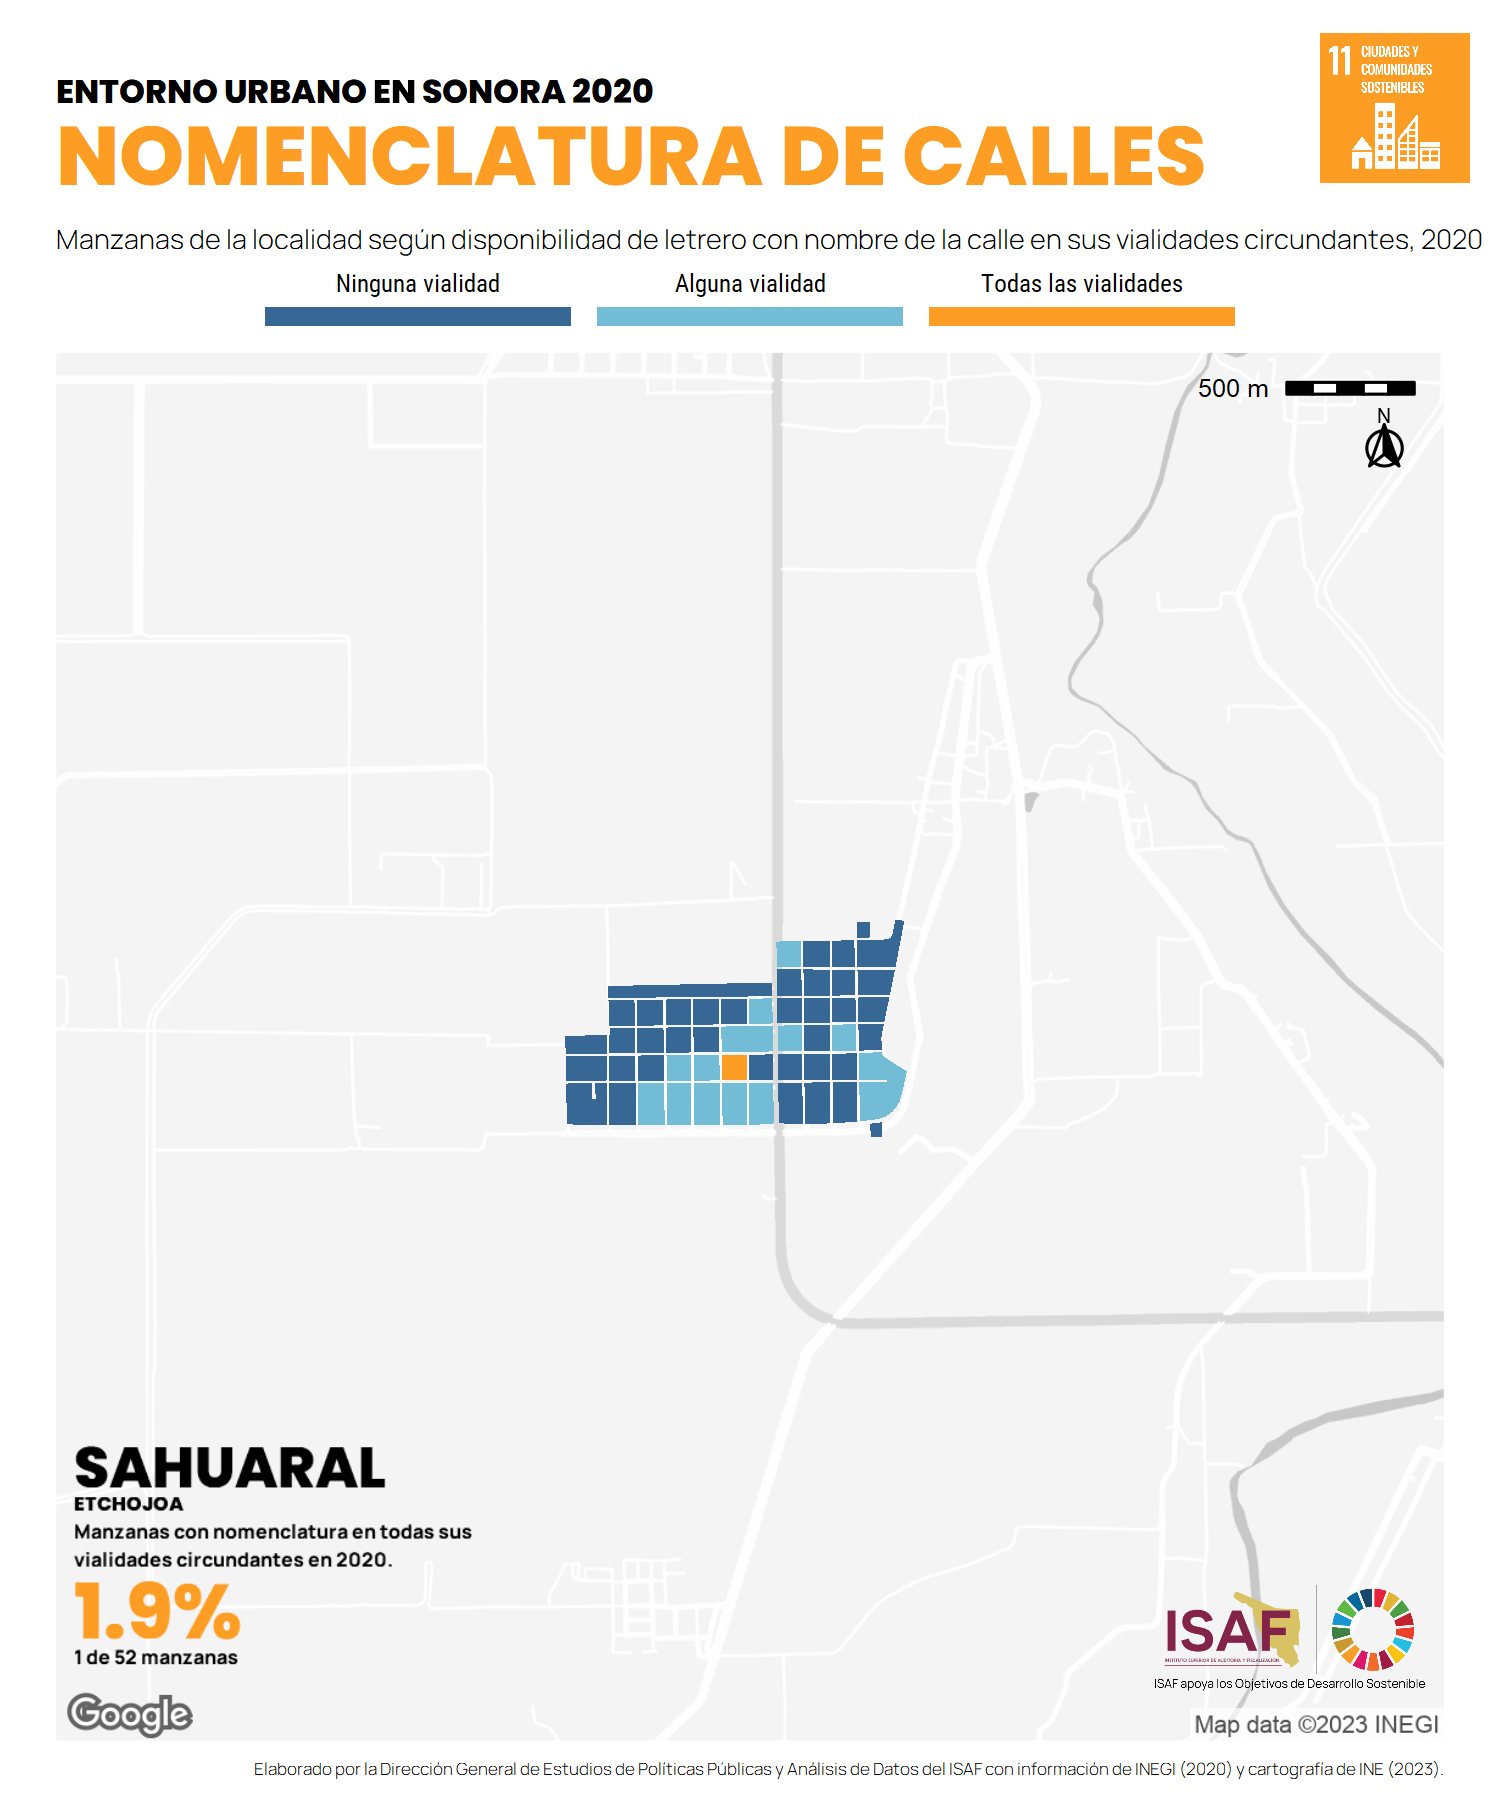 11 CIUDADES Y
COMUNIDADES
SOSTENIBLES
ENTORNO URBANO EN SONORA 2020
NOMENCLATURA DE CALLES
Manzanas de la localidad según disponibilidad de letrero con nombre de la calle en sus vialidades circundantes, 2020
Ninguna vialidad
Alguna vialidad
Todas las vialidades
500 m
N
SAHUARAL
ETCHOJOA
Manzanas con nomenclatura en todas sus
vialidades circundantes en 2020.
1.9%
1 de 52 manzanas
Google
ISAF
INSTITUTO SUPERIOR DE AUDITORÍA Y FISCALIZACIÓN
ISAF apoya los Objetivos de Desarrollo Sostenible
Map data ©2023 INEGI
Elaborado por la Dirección General de Estudios de Políticas Públicas y Análisis de Datos del ISAF con información de INEGI (2020) y cartografía de INE (2023).